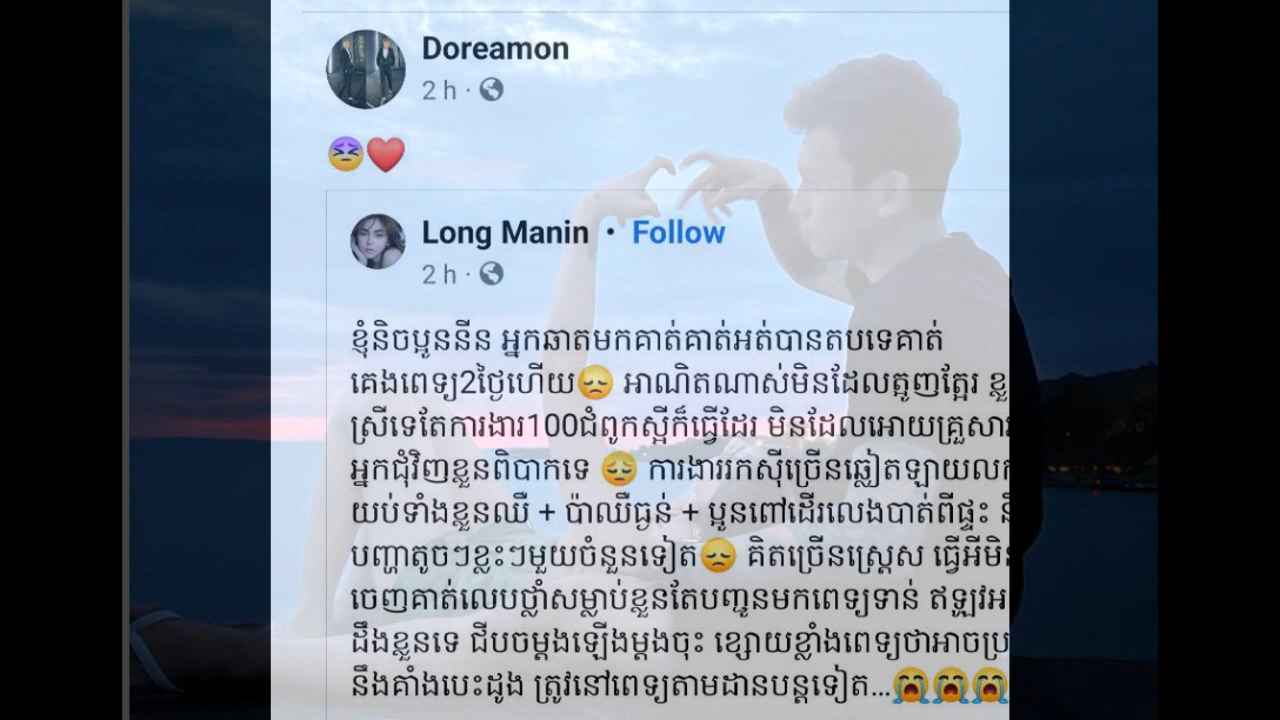 Doreamon
2 h ·
😣❤️
Long Manin · Follow
2 h ·
ខ្ញុំនិចប្អូននីន អ្នកឆាតមកគាត់គាត់អត់បានតបទេគាត់
គេងពេទ្យ2ថ្ងៃហើយ😞 អាណិតណាស់មិនដែលត្អូញត្អែរ ខ្លួ
ស្រីទេតែការងារ100ជំពូកស្អីក៏ធ្វើដែរ មិនដែលអោយគ្រួសារ
អ្នកជុំវិញខ្លួនពិបាកទេ 😔 ការងាររកស៊ីច្រើនឆ្លៀតឡាយលក
យប់ទាំងខ្លួនឈឺ + ប៉ាឈឺធ្ងន់ + ប្អូនពៅដើរលេងបាត់ពីផ្ទះ នឹ
បញ្ហាតូចៗខ្លះៗមួយចំនួនទៀត😞 គិតច្រើនស្ត្រេស ធ្វើអីមិន
ចេញគាត់លេបថ្នាំសម្លាប់ខ្លួនតែបញ្ជូនមកពេទ្យទាន់ ឥឡូវអ
ដឹងខ្លួនទេ ជីបចម្ដងឡើងម្ដងចុះ ខ្សោយខ្លាំងពេទ្យថាអាចប្រ
នឹងគាំងបេះដូង ត្រូវនៅពេទ្យតាមដានបន្តទៀត...😭😭😭